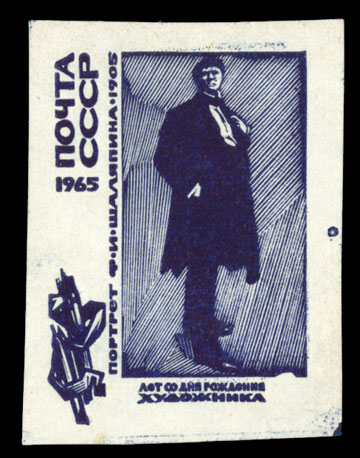 ПОЧТА
СССР
1965
ПОРТРЕТ Ф·И·ШАЛЯПИНА·1905
ЛЕТ СО ДНЯ РОЖДЕНИЯ
ХУДОЖНИКА